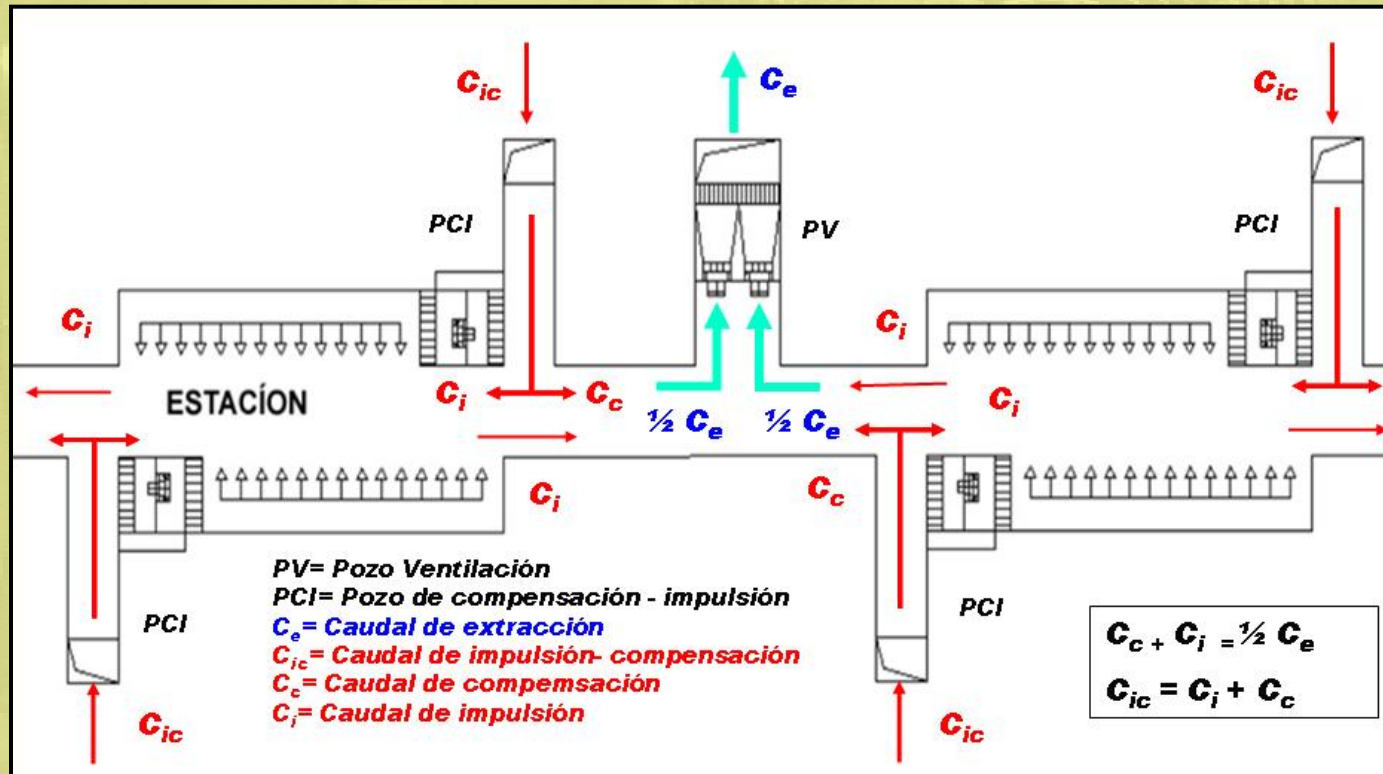 Cic
Ce
Cic
PCI
PV
PCI
Ci
Ci
ESTACÍON
Ci
Cc
½ Ce
½ Ce
Ci
Ci
Cc
PV= Pozo Ventilación
PCI= Pozo de compensación - impulsión
Ce= Caudal de extracción
Cic= Caudal de impulsión- compensación
Cc= Caudal de compemsación
Ci= Caudal de impulsión
PCI
Cic
PCI
Cic
Cc + Ci = ½ Ce
Cic = Ci + Cc